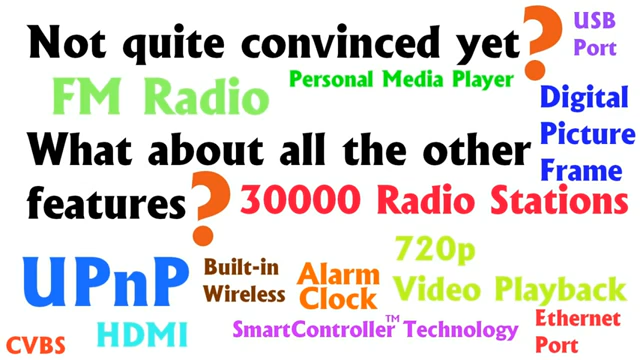 Not quite convinced yet?
USB
Port
FM Radio
Personal Media Player
Digital
Picture
Frame
What about all the other
features?
30000 Radio Stations
UPnP
Built-in
Wireless
Alarm
Clock
720p
Video Playback
CVBS
HDMI
SmartController™ Technology
Ethernet
Port